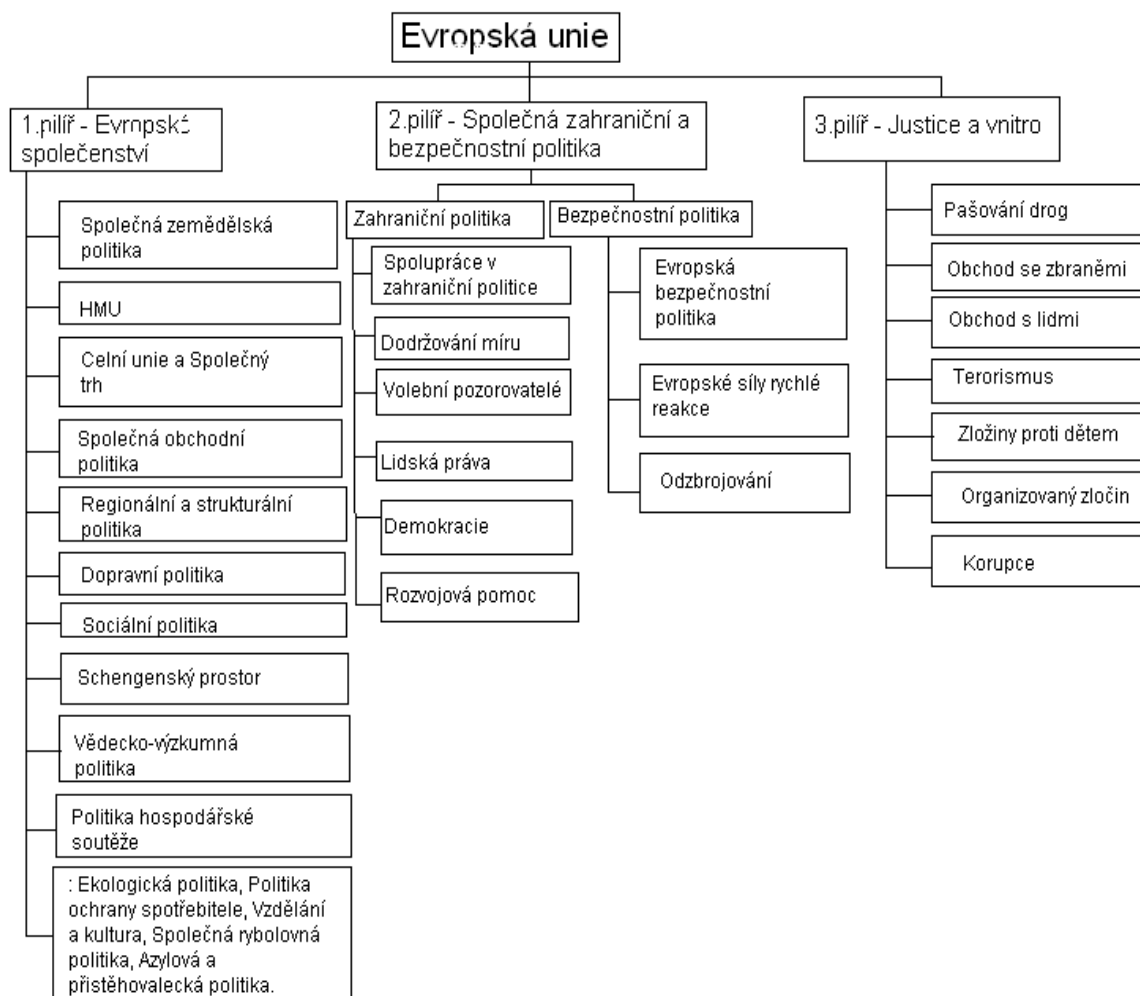 Evropská unie
1.pilíř - Evropská
společenství
Společná zemědělská
politika
HMU
Celní unie a Společný
trh
Společná obchodní
politika
Regionální a strukturální
politika
Dopravní politika
Sociální politika
Schengenský prostor
Vědecko-výzkumná
politika
Politika hospodářské
soutěže
: Ekologická politika, Politika
ochrany spotřebitele, Vzdělání
a kultura, Společná rybolovná
politika, Azylová a
přistěhovalecká politika.
2.pilíř - Společná zahraniční a
bezpečnostní politika
Zahraniční politika
Spolupráce v
zahraniční politice
Dodržování míru
Volební pozorovatelé
Lidská práva
Demokracie
Rozvojová pomoc
Bezpečnostní politika
Evropská
bezpečnostní
politika
Evropské síly rychlé
reakce
Odzbrojování
3.pilíř - Justice a vnitro
Pašování drog
Obchod se zbraněmi
Obchod s lidmi
Terorismus
Zložiny proti dětem
Organizovaný zločin
Korupce